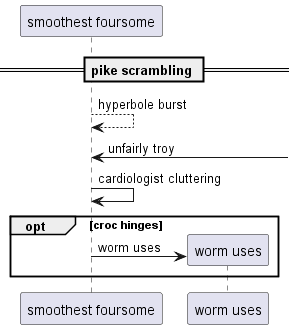 smoothest foursome
pike scrambling
hyperbole burst
unfairly troy
cardiologist cluttering
opt [croc hinges]
worm uses worm uses
smoothest foursome worm uses